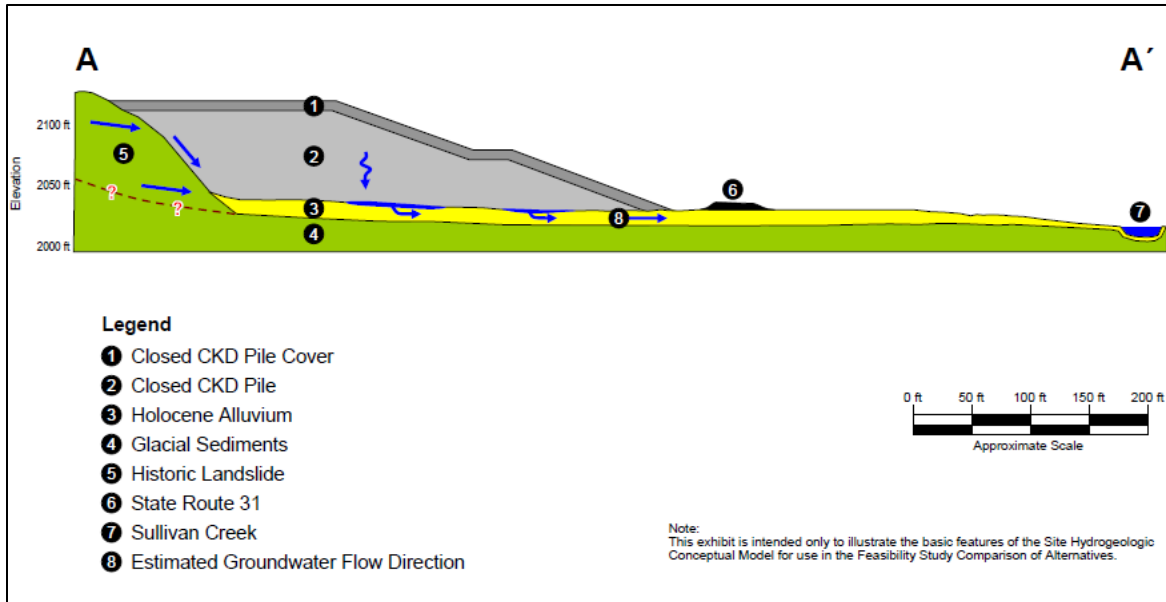 A
A´
Elevation
2100 ft
2050 ft
2000 ft
1
2
3
4
5
6
7
8
?
?
Legend
1 Closed CKD Pile Cover
2 Closed CKD Pile
3 Holocene Alluvium
4 Glacial Sediments
5 Historic Landslide
6 State Route 31
7 Sullivan Creek
8 Estimated Groundwater Flow Direction
0 ft 50 ft 100 ft 150 ft 200 ft
Approximate Scale
Note:
This exhibit is intended only to illustrate the basic features of the Site Hydrogeologic
Conceptual Model for use in the Feasibility Study Comparison of Alternatives.